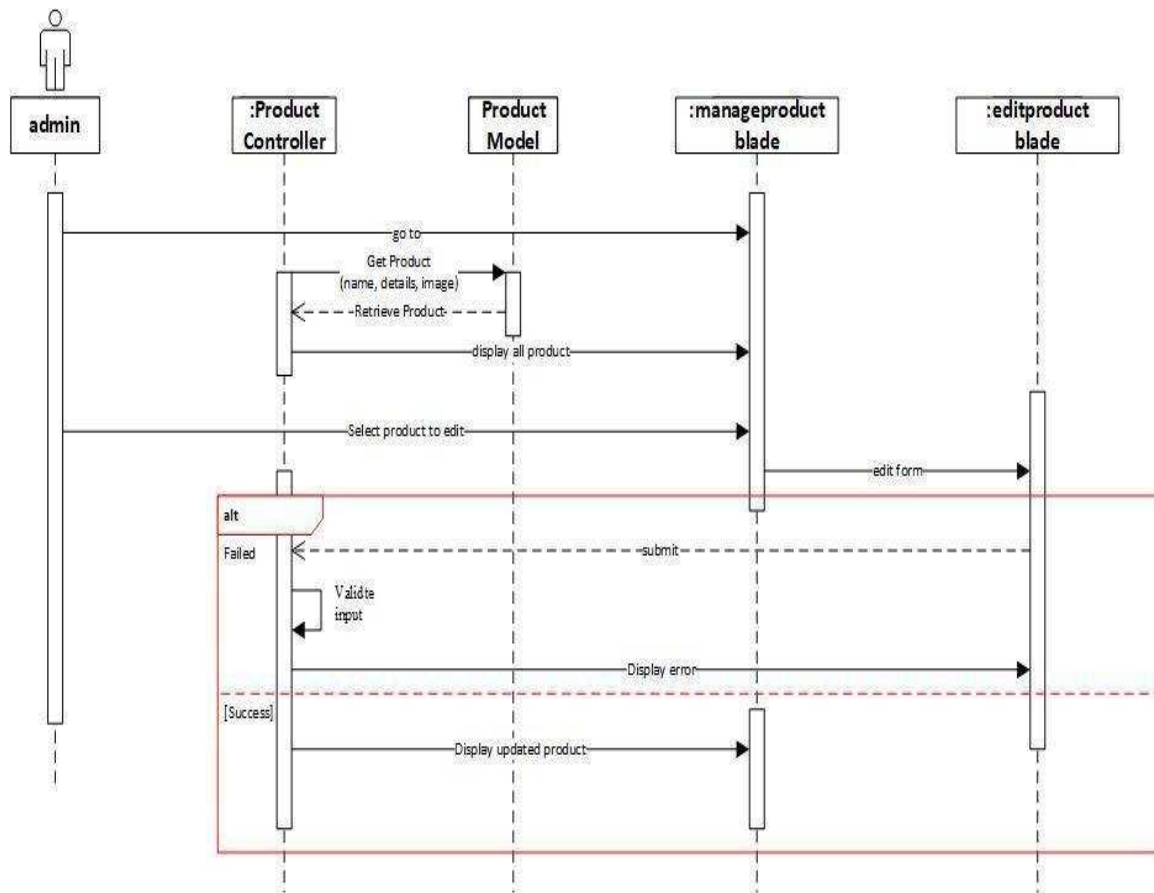 admin
:Product
Controller
Product
Model
:manageproduct
blade
:editproduct
blade
go to
Get Product
(name, details, image)
Retrieve Product
display all product
Select product to edit
edit form
alt
Failed
submit
Validte
input
Display error
[Success]
Display updated product